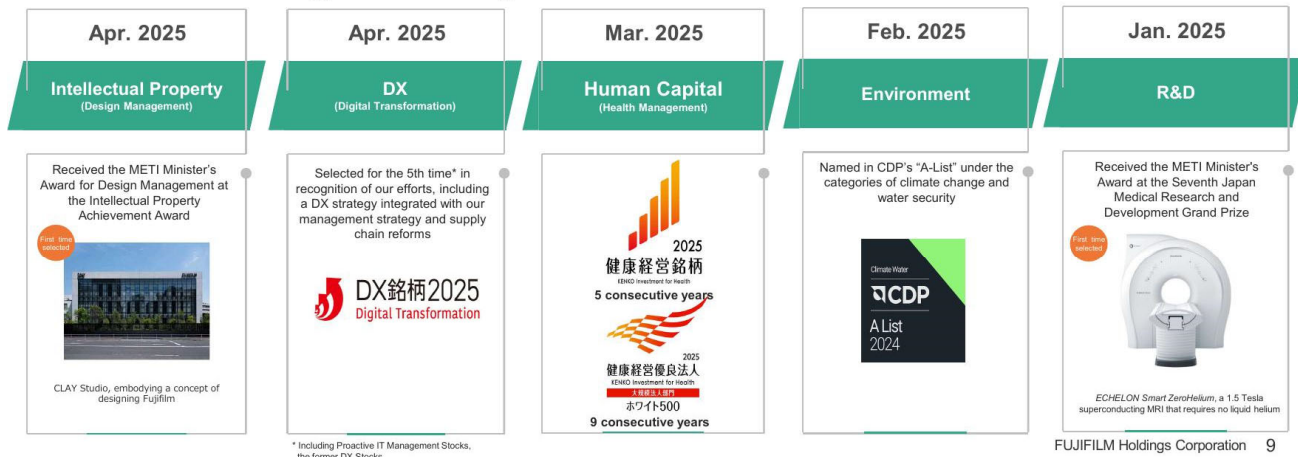 Apr. 2025
Intellectual Property
(Design Management)
Received the METI Minister's
Award for Design Management at
the Intellectual Property
Achievement Award
First time
selected
CLAY Studio, embodying a concept of
designing Fujifilm
Apr. 2025
DX
(Digital Transformation)
Selected for the 5th time* in
recognition of our efforts, including
a DX strategy integrated with our
management strategy and supply
chain reforms
DX銘柄2025
Digital Transformation
* Including Proactive IT Management Stocks,
the former DX Stocks
Mar. 2025
Human Capital
(Health Management)
2025
健康経営銘柄
KENKO Investment for Health
5 consecutive years
2025
健康経営優良法人
KENKO Investment for Health
大規模法人部門
ホワイト500
9 consecutive years
Feb. 2025
Environment
Named in CDP's “A-List” under the
categories of climate change and
water security
Climate Water
CDP
A List
2024
Jan. 2025
R&D
Received the METI Minister's
Award at the Seventh Japan
Medical Research and
Development Grand Prize
First time
selected
ECHELON Smart ZeroHelium, a 1.5 Tesla
superconducting MRI that requires no liquid helium
FUJIFILM Holdings Corporation 9